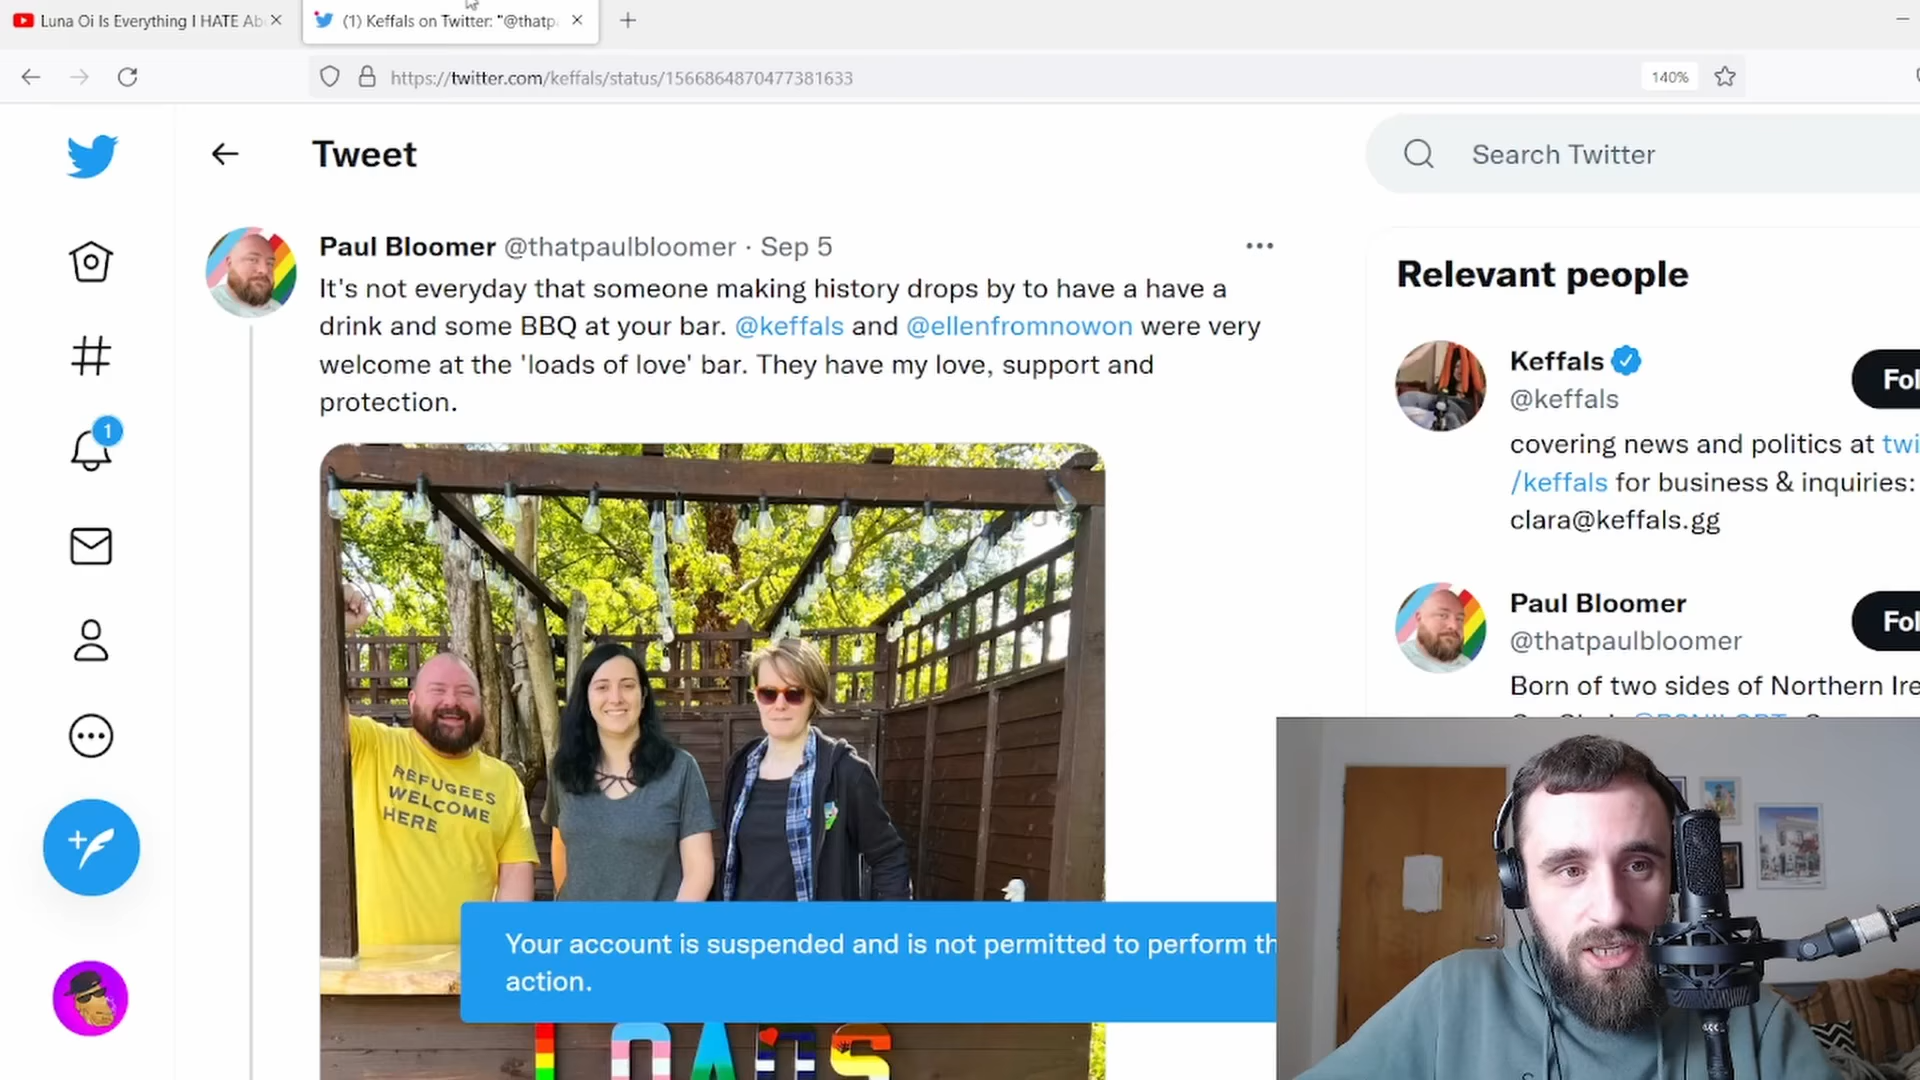 Luna Oi Is Everything I HATE Ab
(1) Keffals on Twitter: "@thatp
https://twitter.com/keffals/status/1566864870477381633
140%
Tweet
Search Twitter
Paul Bloomer @thatpaulbloomer · Sep 5
It's not everyday that someone making history drops by to have a have a
drink and some BBQ at your bar. @keffals and @ellenfromnowon were very
welcome at the 'loads of love' bar. They have my love, support and
protection.
1
Relevant people
Keffals
@keffals
Fol
covering news and politics at twi
/keffals for business & inquiries:
clara@keffals.gg
Paul Bloomer
@thatpaulbloomer
Fol
Born of two sides of Northern Ire
REFUGEES
WELCOME
HERE
Your account is suspended and is not permitted to perform th
action.
LOADS